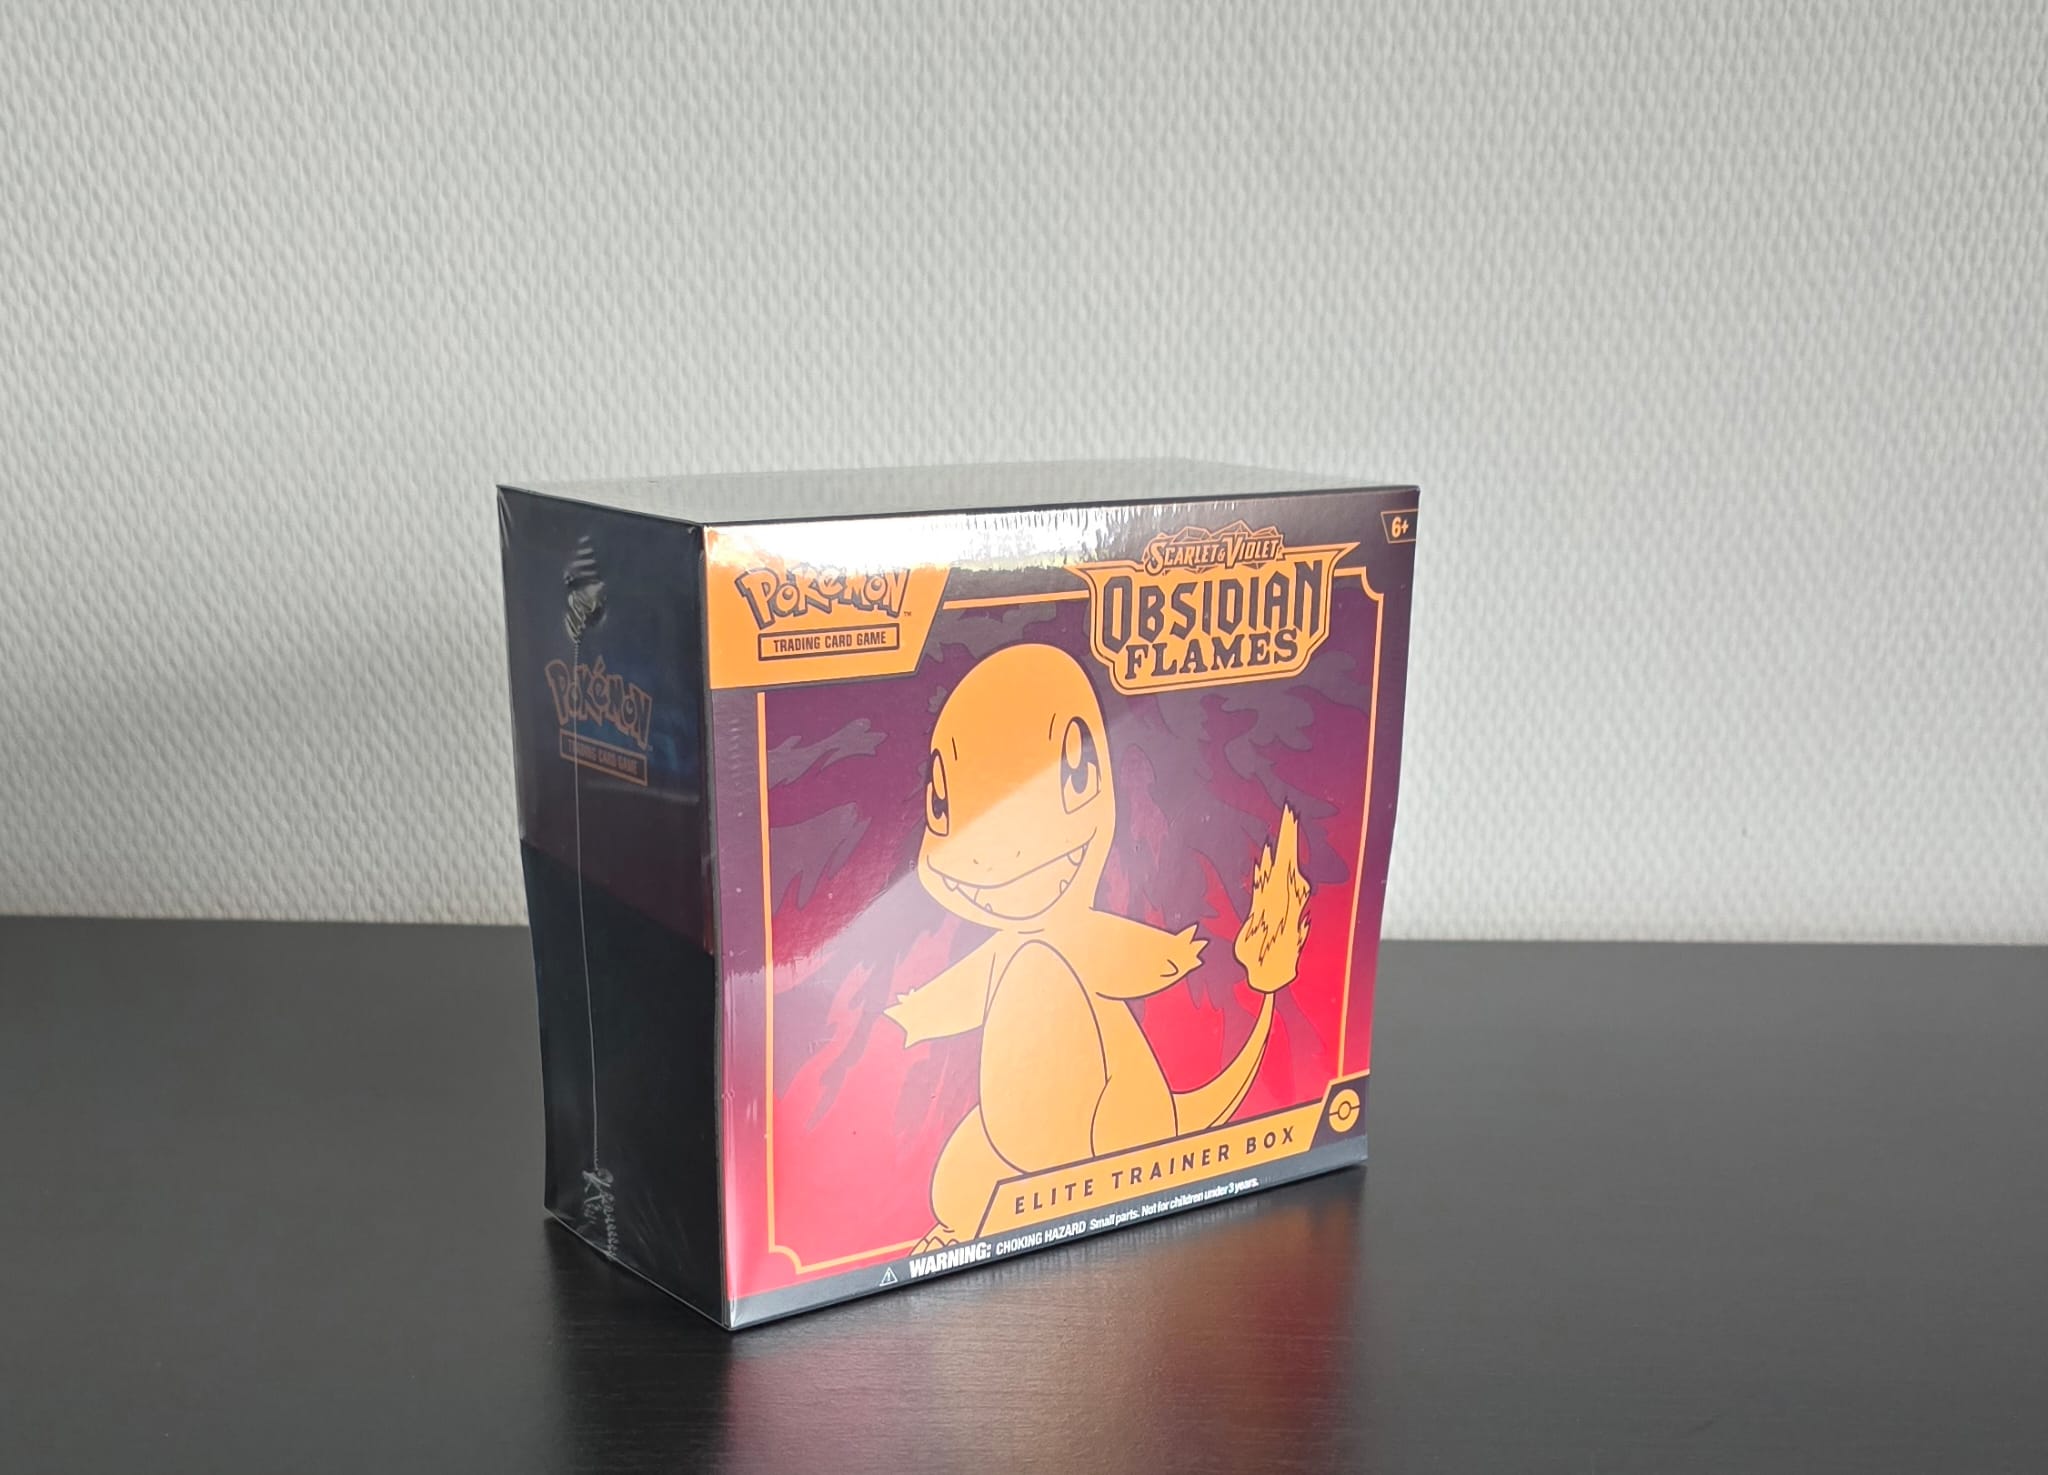 POKéMON
TRADING CARD GAME
POKéMON™
TRADING CARD GAME
SCARLET & VIOLET
OBSIDIAN
FLAMES
6+
ELITE TRAINER BOX
WARNING: CHOKING HAZARD Small parts. Not for children under 3 years.